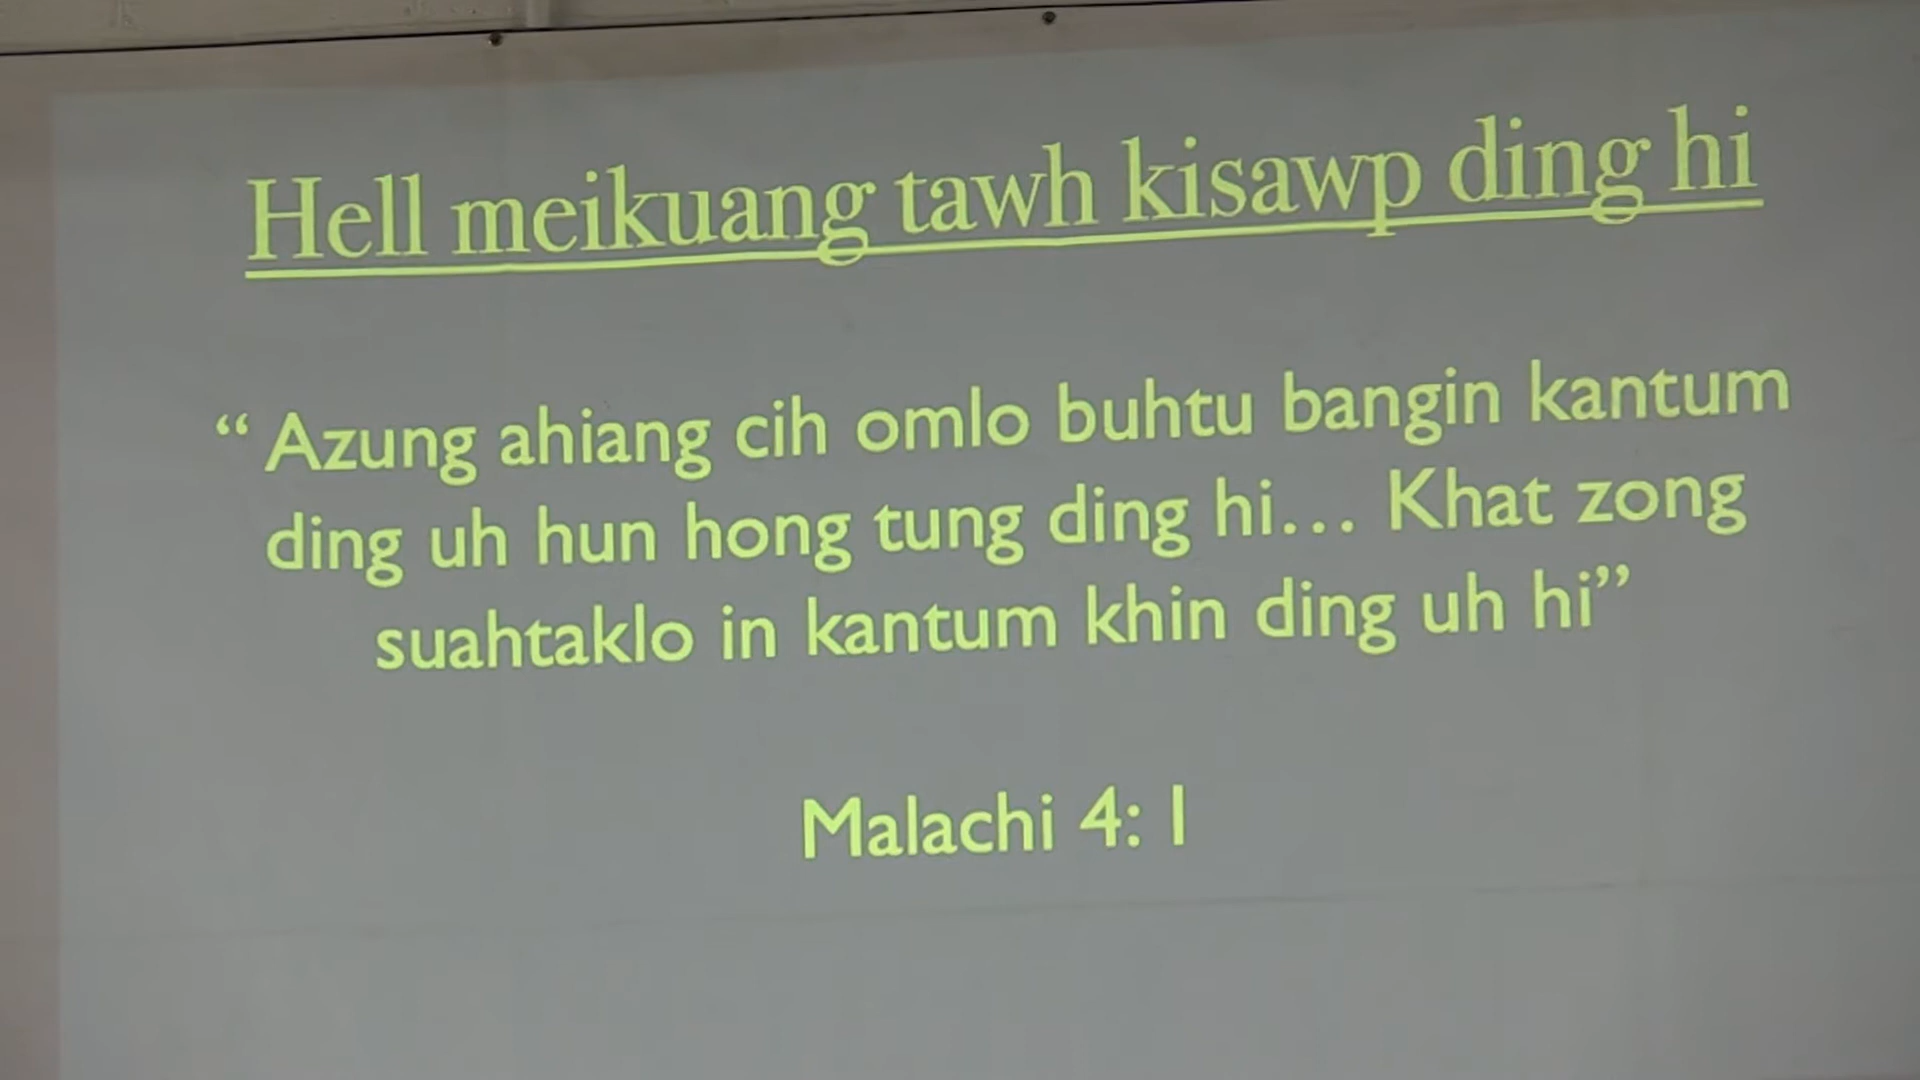 Hell meikuang tawh kisawp ding hi
“ Azung ahiang cih omlo buhtu bangin kantum
ding uh hun hong tung ding hi... Khat zong
suahtaklo in kantum khin ding uh hi”
Malachi 4: 1